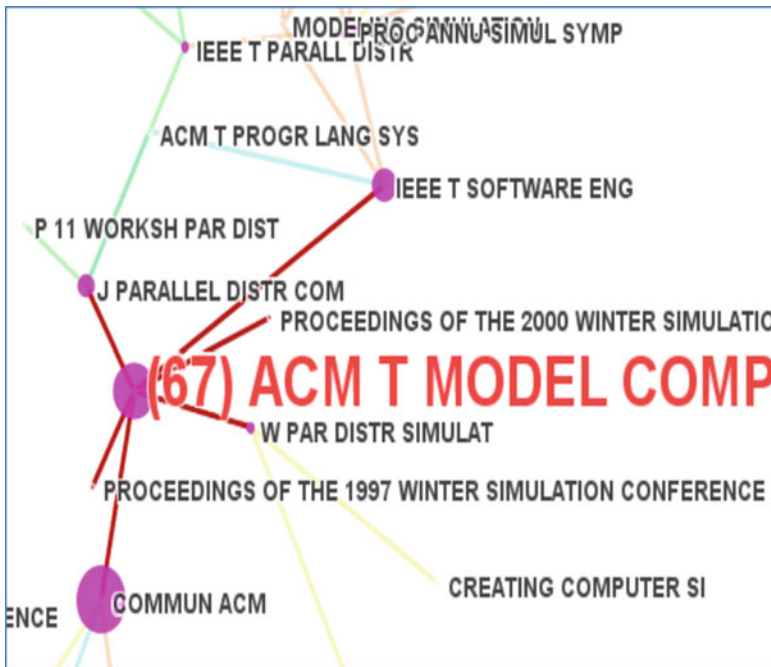 MODELING SIMULATION
PROC ANNU SIMUL SYMP
IEEE T PARALL DISTR
ACM T PROGR LANG SYS
IEEE T SOFTWARE ENG
P 11 WORKSH PAR DIST
J PARALLEL DISTR COM
PROCEEDINGS OF THE 2000 WINTER SIMULATIO
(67) ACM T MODEL COMP
W PAR DISTR SIMULAT
PROCEEDINGS OF THE 1997 WINTER SIMULATION CONFERENCE
CREATING COMPUTER SI
COMMUN ACM
ENCE